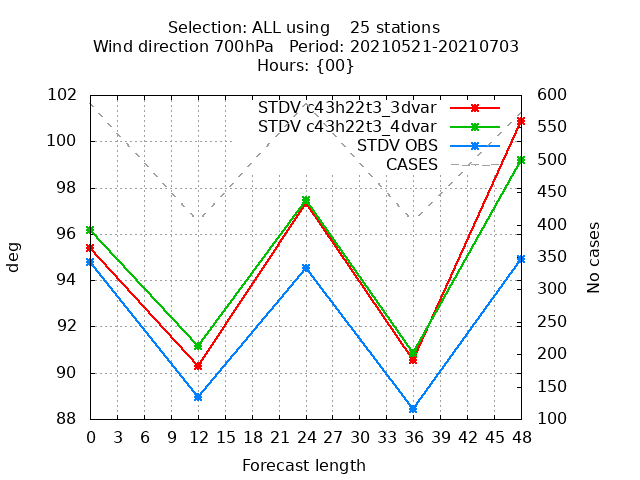 Selection: ALL using    25 stations
Wind direction 700hPa   Period: 20210521-20210703
Hours: {00}
STDV c43h22t3_3dvar
STDV c43h22t3_4dvar
STDV OBS
CASES
102
100
98
96
94
92
90
88
deg
600
550
500
450
400
350
300
250
200
150
100
No cases
0 3 6 9 12 15 18 21 24 27 30 33 36 39 42 45 48
Forecast length